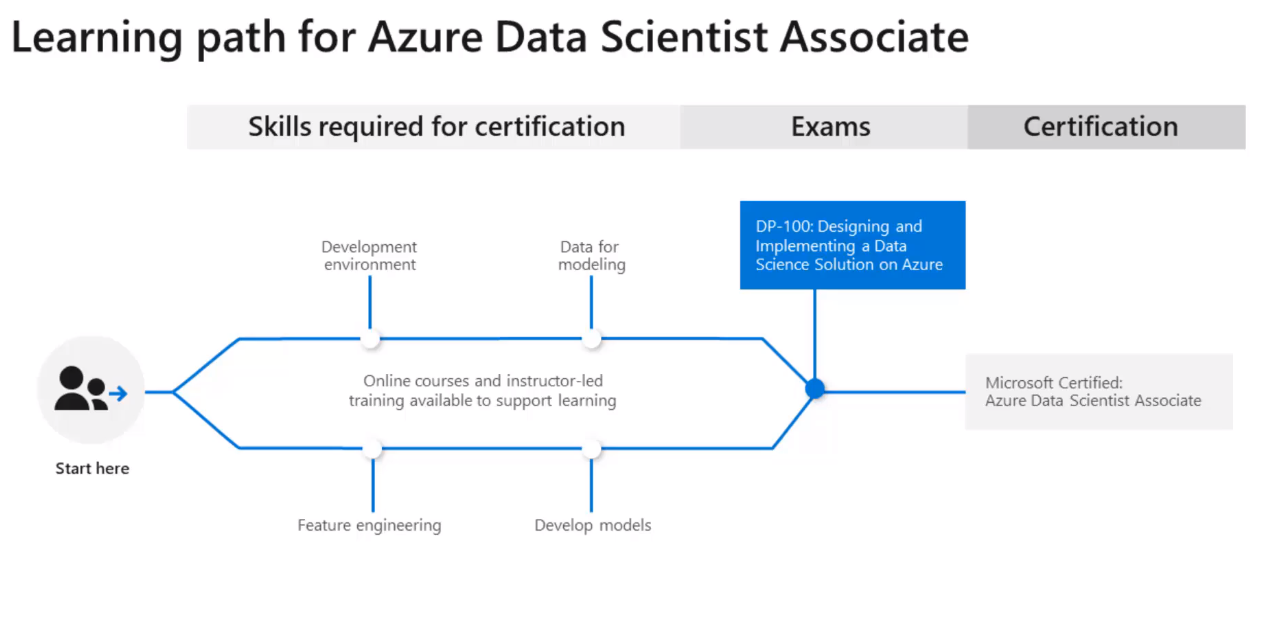 Learning path for Azure Data Scientist Associate
Skills required for certification
Exams
Certification
DP-100: Designing and
Implementing a Data
Science Solution on Azure
Development
environment
Data for
modeling
Online courses and instructor-led
training available to support learning
Microsoft Certified:
Azure Data Scientist Associate
Start here
Feature engineering
Develop models